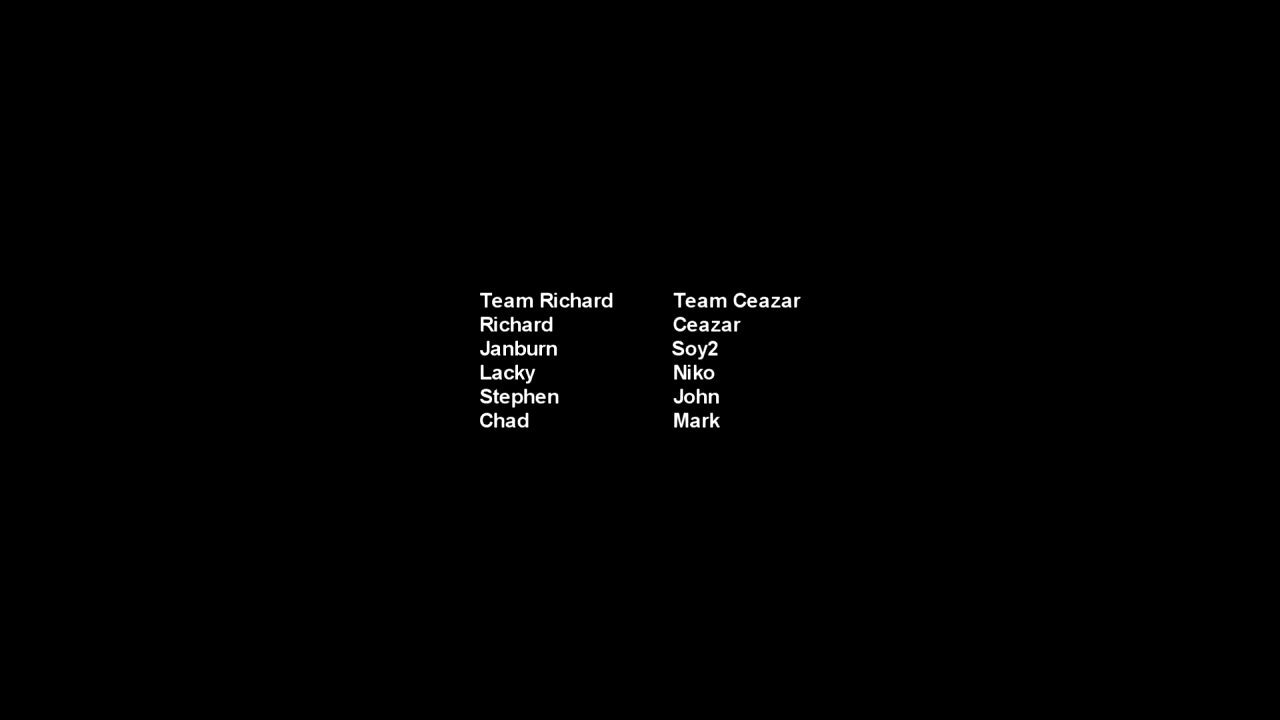 Team Richard Team Ceazar
Richard Ceazar
Janburn Soy2
Lacky Niko
Stephen John
Chad Mark